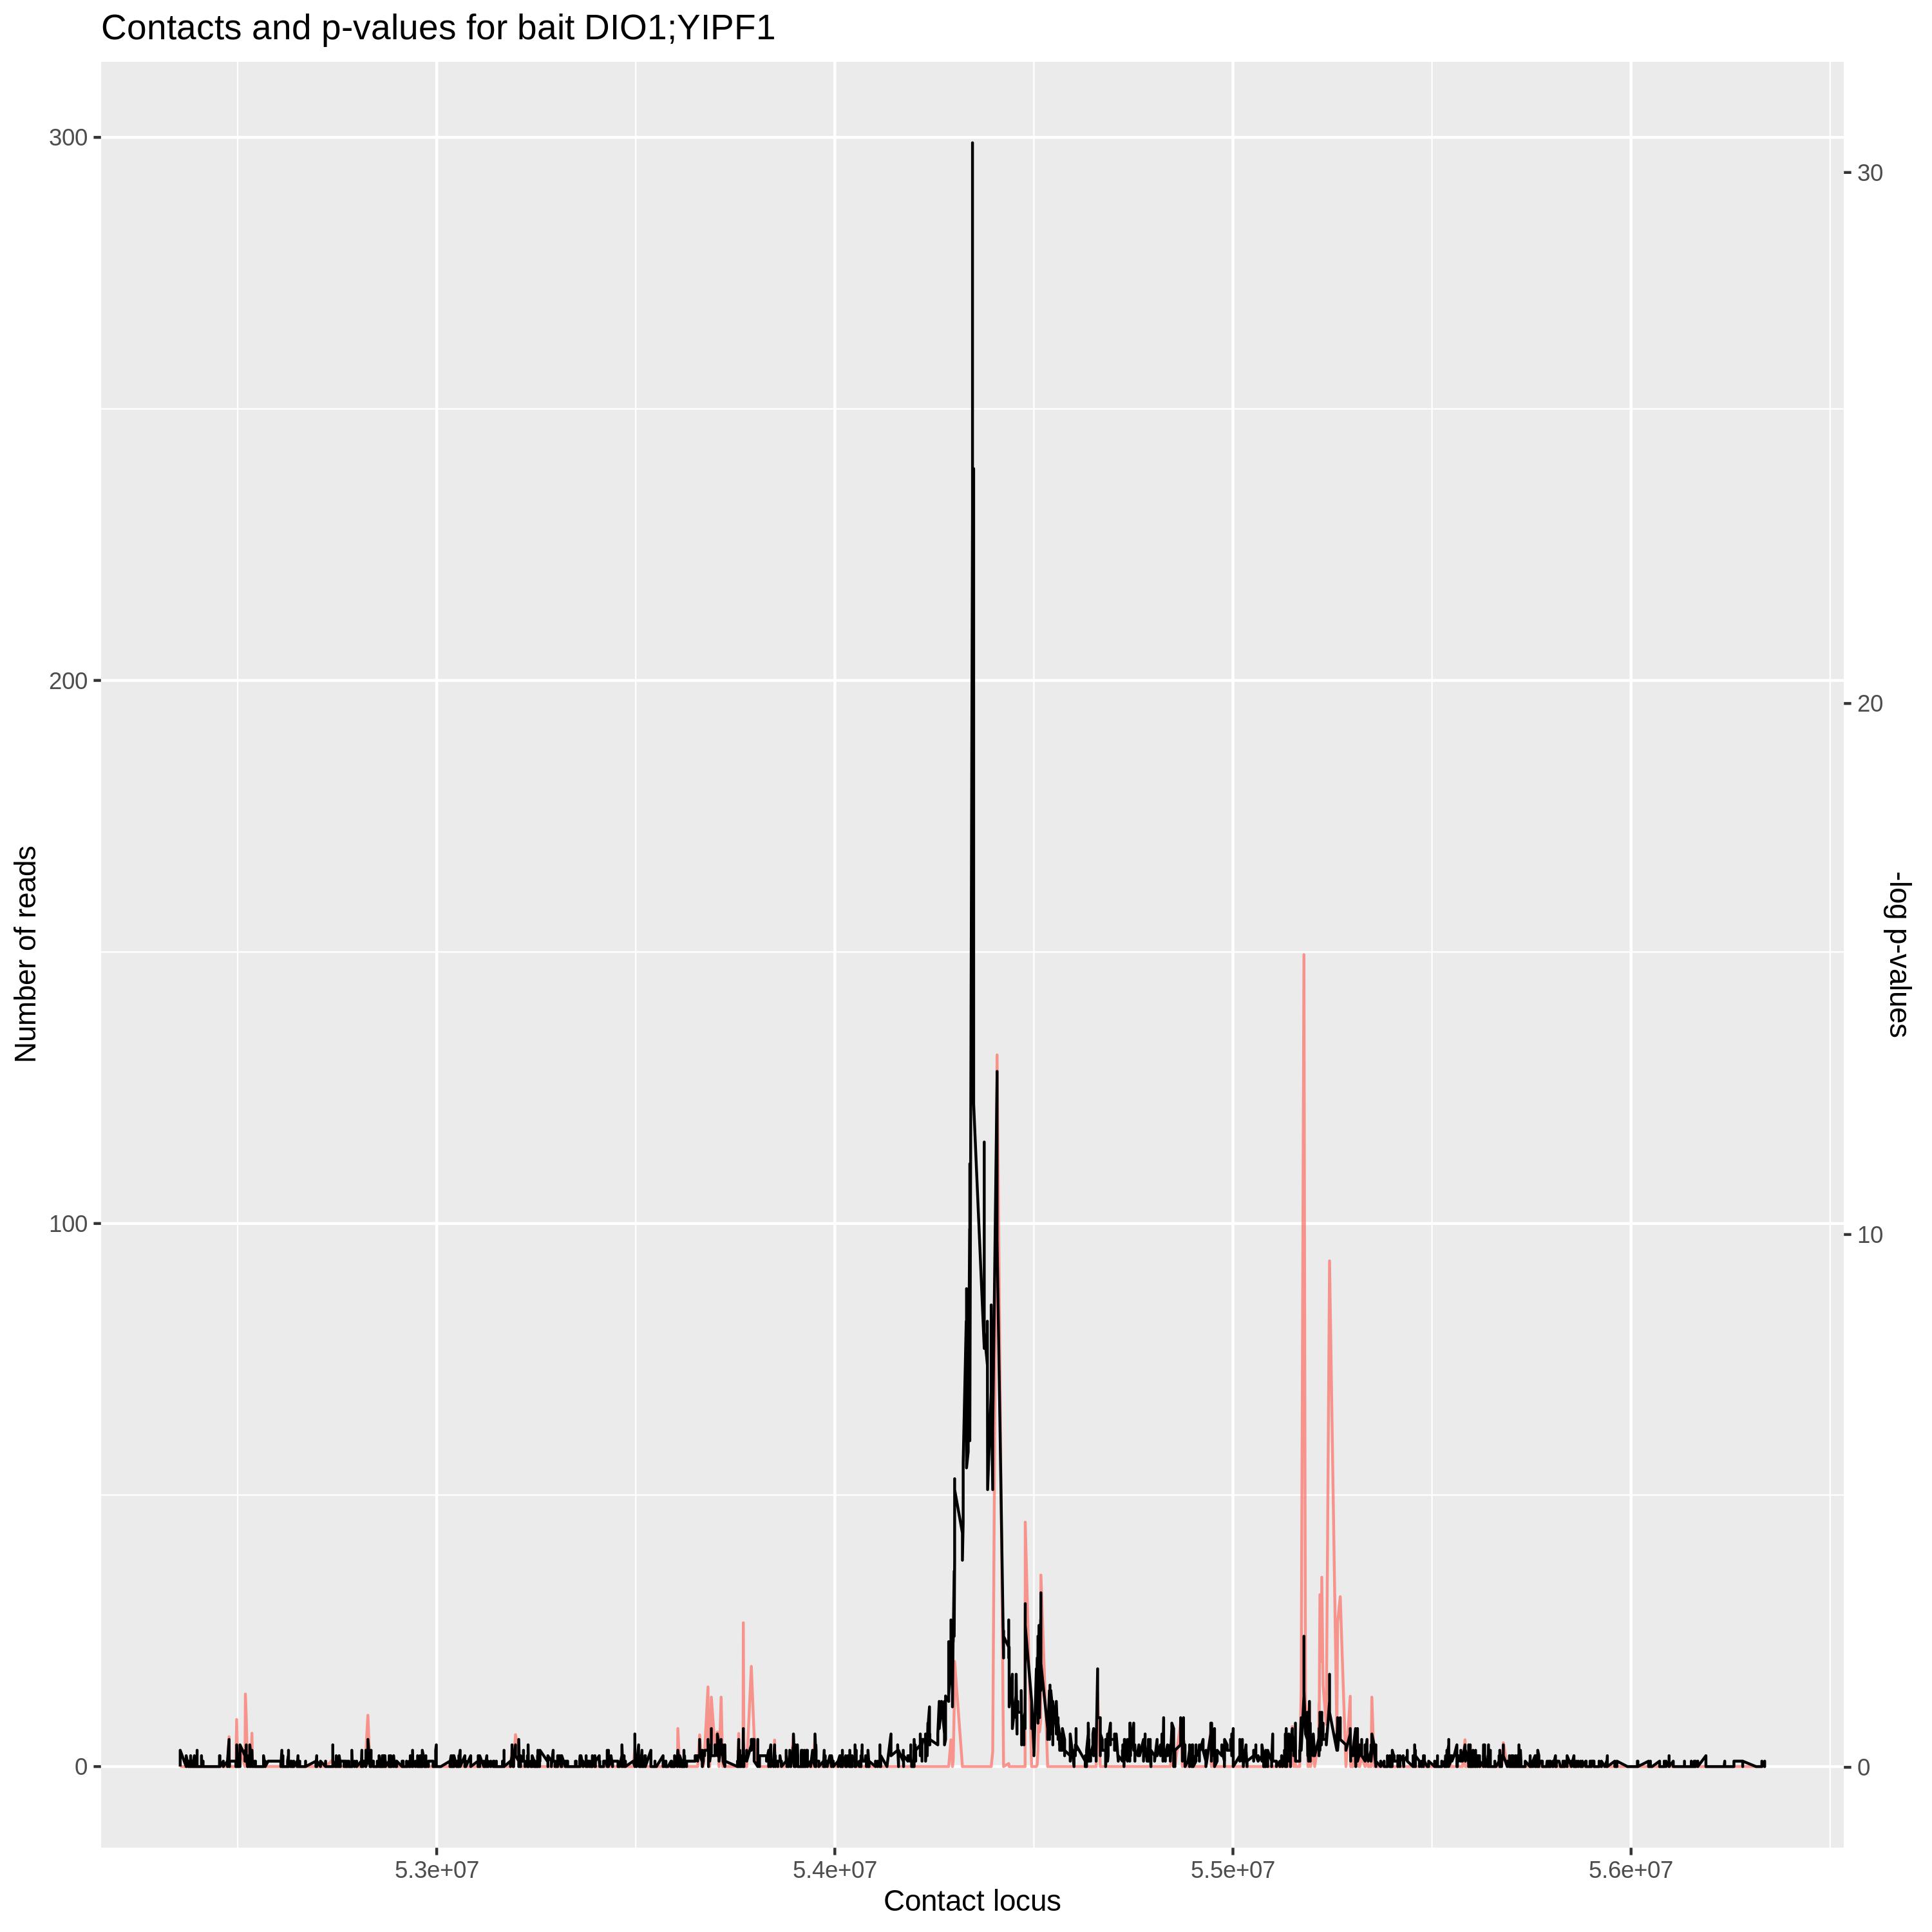 Contacts and p-values for bait DIO1;YIPF1
300
200
100
0
Number of reads
30
20
10
0
-log p-values
5.3e+07
5.4e+07
5.5e+07
5.6e+07
Contact locus